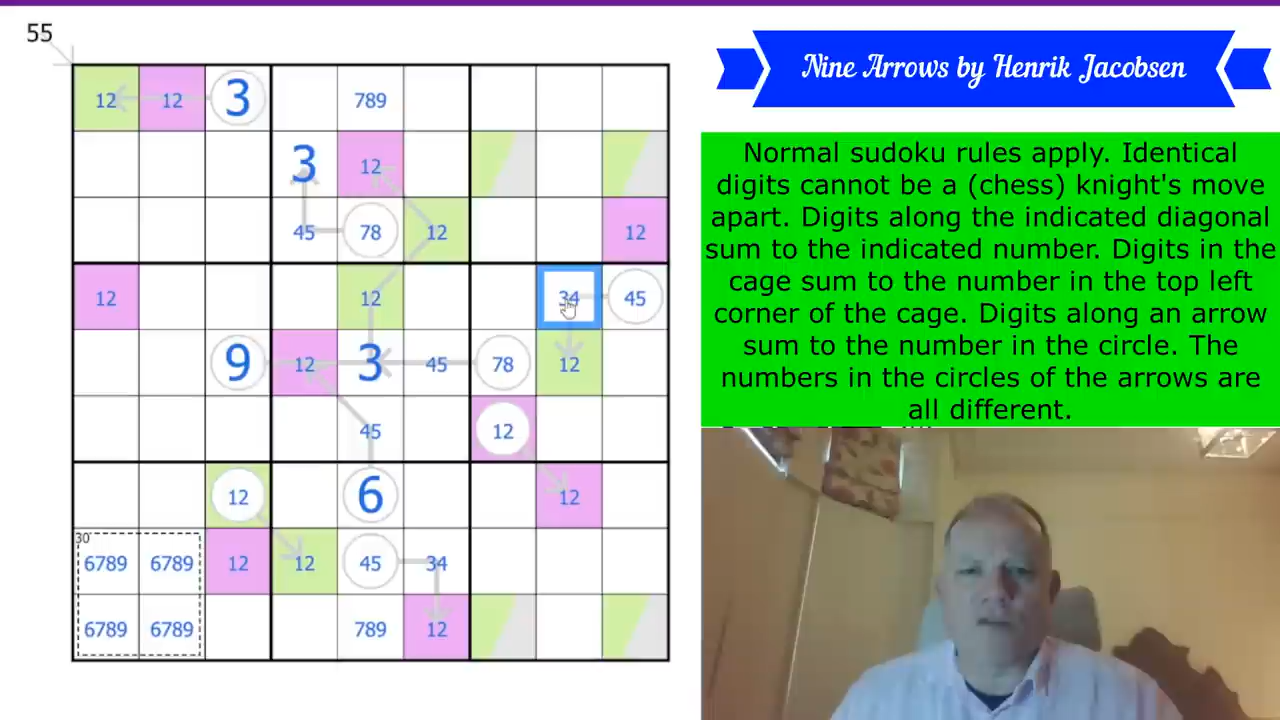 55
Nine Arrows by Henrik Jacobsen
Normal sudoku rules apply. Identical
digits cannot be a (chess) knight's move
apart. Digits along the indicated diagonal
sum to the indicated number. Digits in the
cage sum to the number in the top left
corner of the cage. Digits along an arrow
sum to the number in the circle. The
numbers in the circles of the arrows are
all different.
12 12 3 789
3 12
45 78 12 12
12 12 34 45
9 12 3 45 78 12
45 12
12 6 12
30
6789 6789 12 12 45 34
6789 6789 789 12